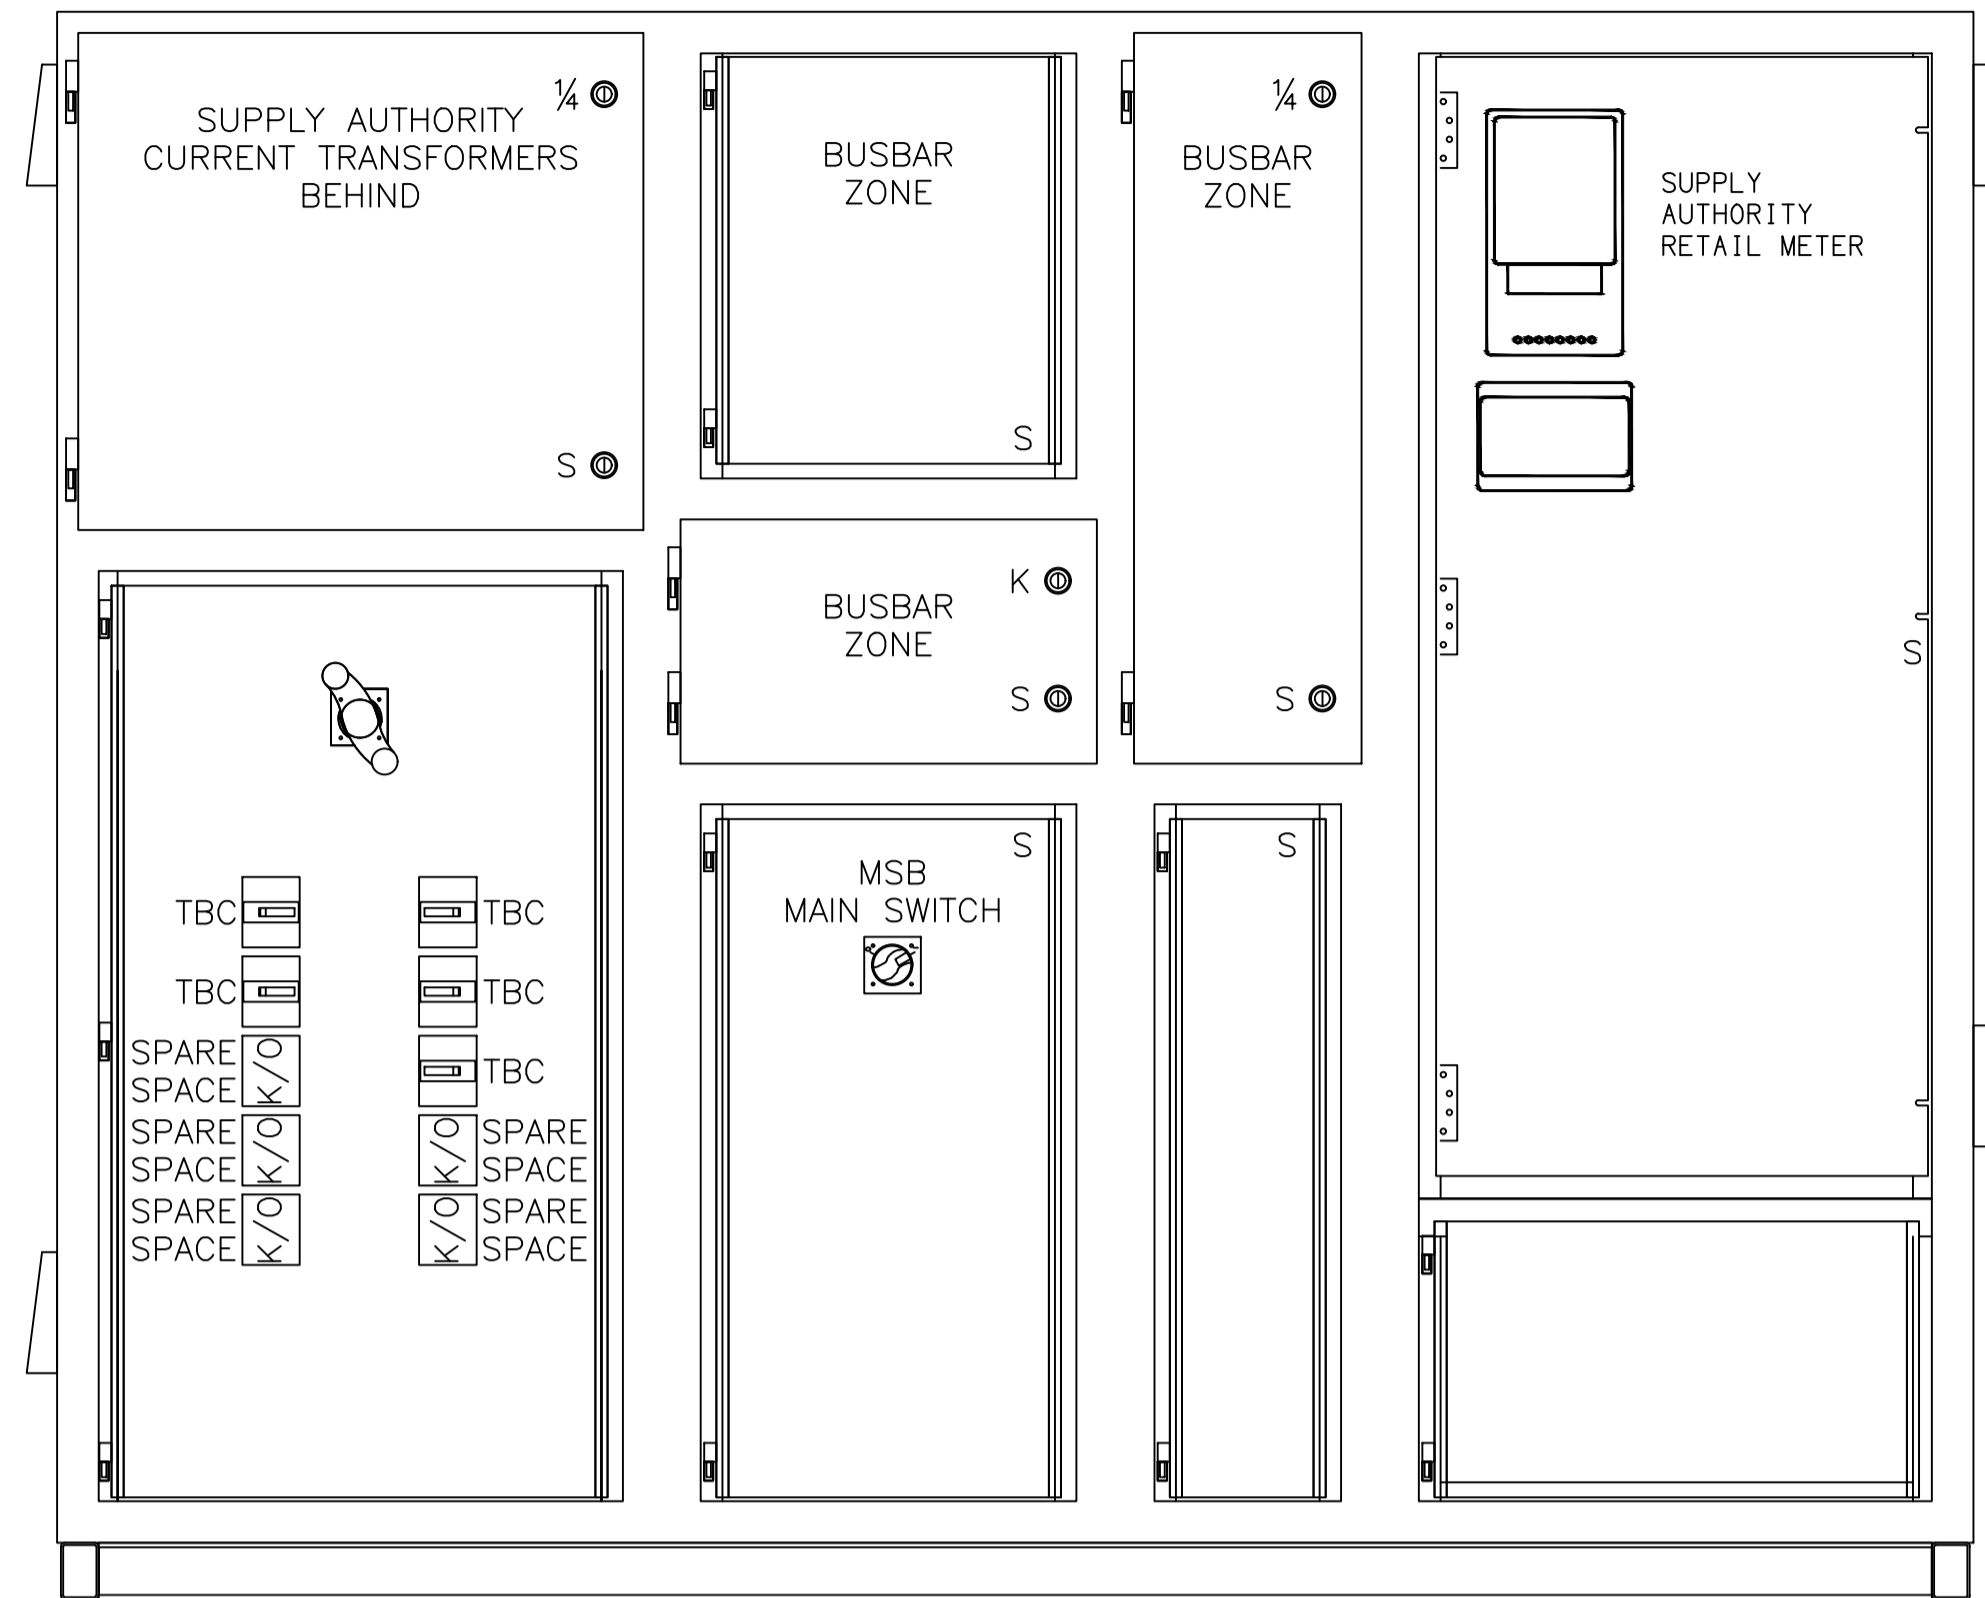 SUPPLY AUTHORITY
CURRENT TRANSFORMERS
BEHIND
1/4
S
BUSBAR
ZONE
S
BUSBAR
ZONE
1/4
S
SUPPLY
AUTHORITY
RETAIL METER
S
BUSBAR
ZONE
K
S
TBC
TBC
TBC
TBC
SPARE
SPACE
K/O
TBC
SPARE
SPACE
K/O
K/O
SPARE
SPACE
SPARE
SPACE
K/O
K/O
SPARE
SPACE
S
MSB
MAIN SWITCH
S